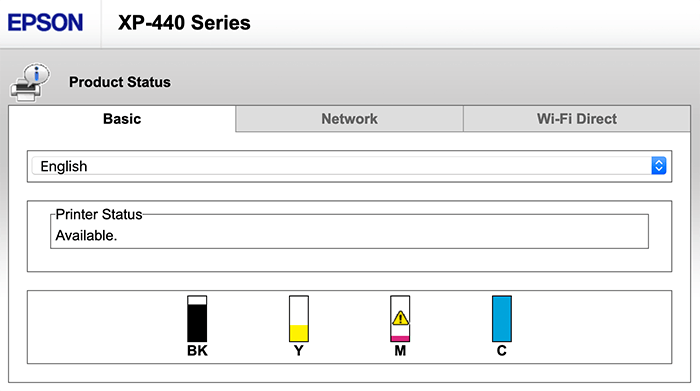 EPSON XP-440 Series
Product Status
Basic Network Wi-Fi Direct
English
Printer Status
Available.
BK Y M C